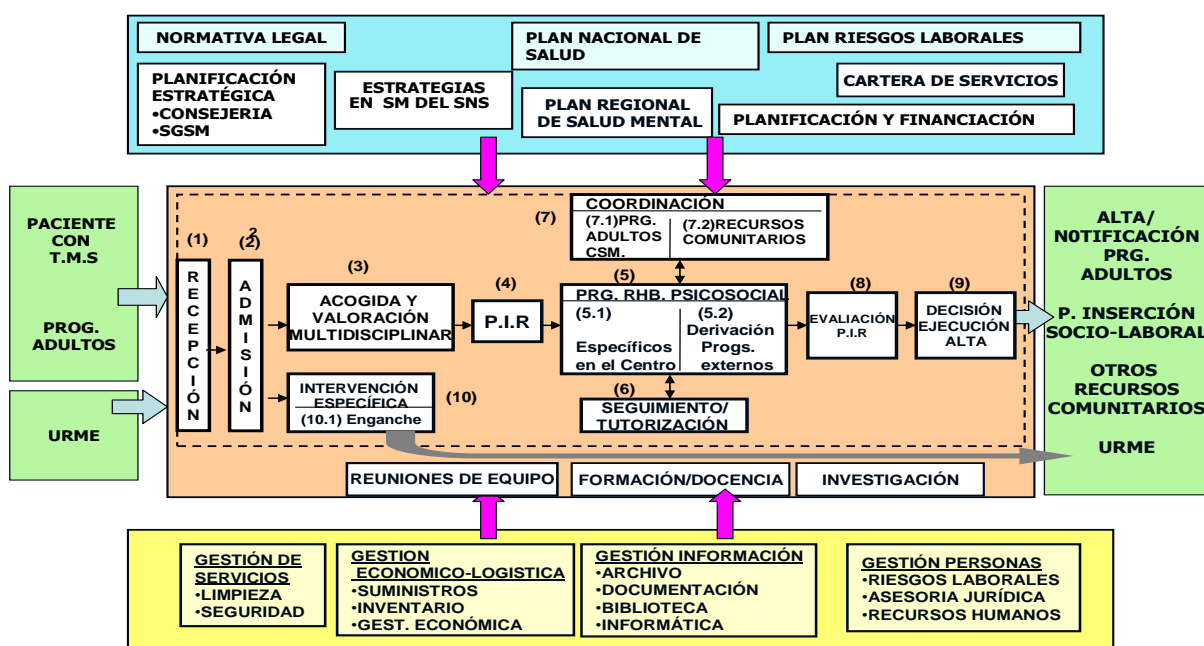 NORMATIVA LEGAL
PLAN NACIONAL DE
SALUD
PLAN RIESGOS LABORALES
PLANIFICACIÓN
ESTRATÉGICA
•CONSEJERIA
•SGSM
ESTRATEGIAS
EN SM DEL SNS
PLAN REGIONAL
DE SALUD MENTAL
CARTERA DE SERVICIOS
PLANIFICACIÓN Y FINANCIACIÓN
PACIENTE
CON
T.M.S
PROG.
ADULTOS
URME
(1)
RECEPCIÓN
2
(2)
ADMISIÓN
(3)
ACOGIDA Y
VALORACIÓN
MULTIDISCIPLINAR
(4)
P.I.R
(7)
COORDINACIÓN
(7.1)PRG.
ADULTOS
CSM.
(7.2)RECURSOS
COMUNITARIOS
(5)
PRG. RHB. PSICOSOCIAL
(5.1)
Específicos
en el Centro
(5.2)
Derivación
Progs.
externos
(6)
SEGUIMIENTO/
TUTORIZACIÓN
(8)
EVALUACIÓN
P.I.R
(9)
DECISIÓN
EJECUCIÓN
ALTA
INTERVENCIÓN
ESPECÍFICA
(10.1) Enganche
(10)
REUNIONES DE EQUIPO
FORMACIÓN/DOCENCIA
INVESTIGACIÓN
ALTA/
N0TIFICACIÓN
PRG.
ADULTOS
P. INSERCIÓN
SOCIO-LABORAL
OTROS
RECURSOS
COMUNITARIOS
URME
GESTIÓN DE
SERVICIOS
•LIMPIEZA
•SEGURIDAD
GESTION
ECONOMICO-LOGISTICA
•SUMINISTROS
•INVENTARIO
•GEST. ECONÓMICA
GESTIÓN INFORMACIÓN
•ARCHIVO
•DOCUMENTACIÓN
•BIBLIOTECA
•INFORMÁTICA
GESTIÓN PERSONAS
•RIESGOS LABORALES
•ASESORIA JURÍDICA
•RECURSOS HUMANOS